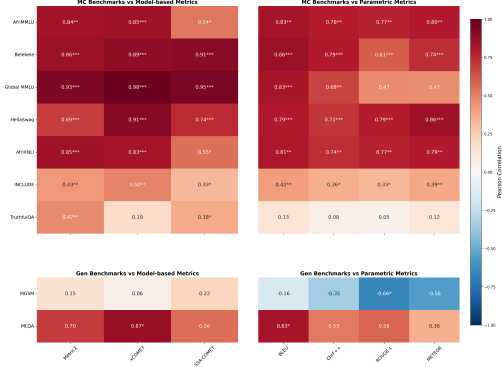 MC Benchmarks vs Model-based Metrics
MC Benchmarks vs Parametric Metrics
AfriMMLU 0.84** 0.85*** 0.54* 0.83** 0.78** 0.77** 0.80**
Belebele 0.86*** 0.89*** 0.91*** 0.86*** 0.79*** 0.61*** 0.74***
Global MMLU 0.93*** 0.98*** 0.95*** 0.83*** 0.68** 0.47 0.47
HellaSwag 0.69*** 0.91*** 0.74*** 0.79*** 0.71*** 0.79*** 0.86***
AfriXNLI 0.85*** 0.83*** 0.55* 0.81** 0.74** 0.77** 0.79**
INCLUDE 0.43** 0.50** 0.33* 0.42** 0.36* 0.33* 0.39**
TruthfulQA 0.47** 0.19 0.38* 0.13 0.08 0.05 0.12
Gen Benchmarks vs Model-based Metrics
Gen Benchmarks vs Parametric Metrics
MGSM 0.15 0.06 0.22 -0.16 -0.35 -0.66* -0.56
MLQA 0.70 0.87* 0.56 0.83* 0.53 0.58 0.36
MetricX xCOMET SSA-COMET BLEU ChrF++ ROUGE-L METEOR
1.00
0.75
0.50
0.25
0.00
−0.25
−0.50
−0.75
−1.00
Pearson Correlation